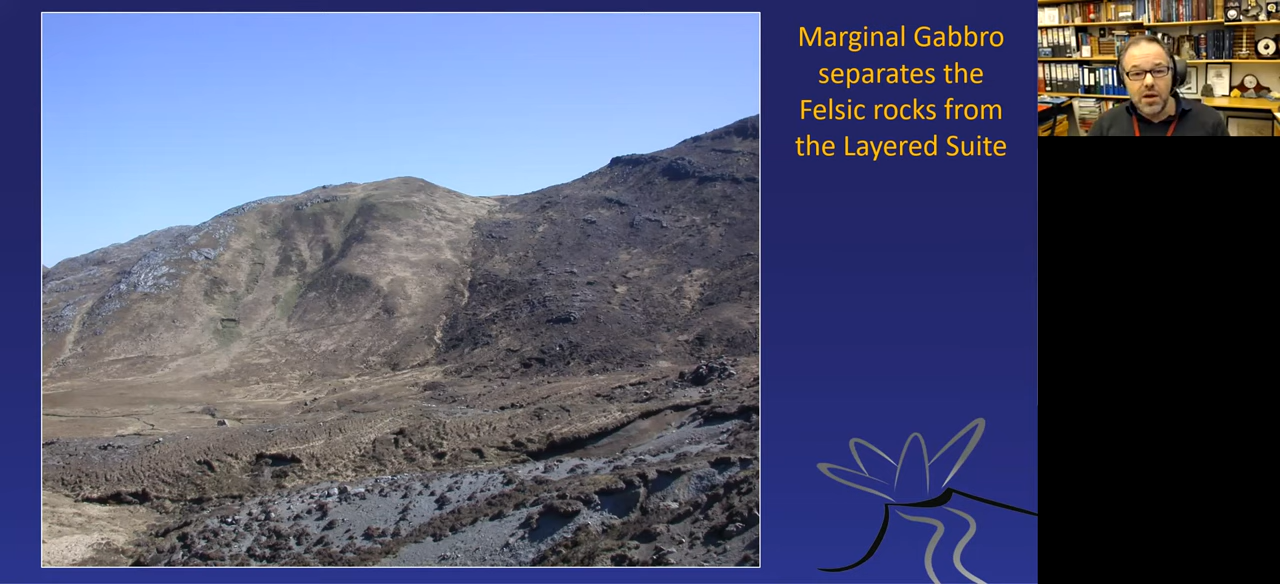 Marginal Gabbro
separates the
Felsic rocks from
the Layered Suite